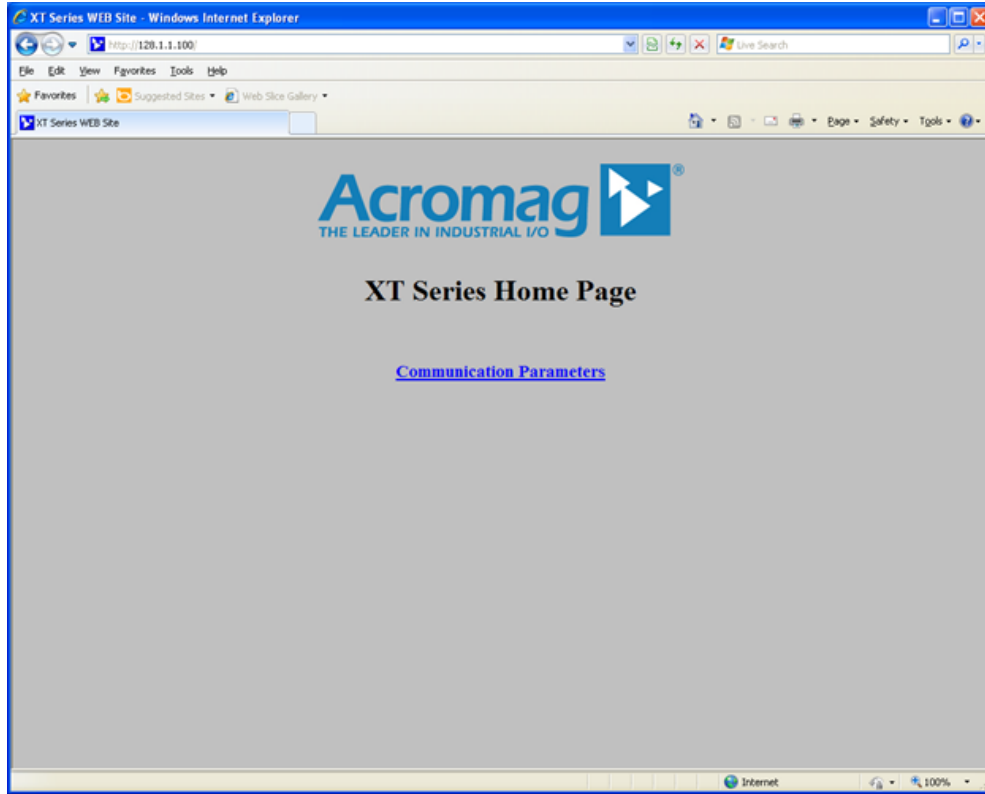 XT Series WEB Site - Windows Internet Explorer
http://128.1.1.100/
Live Search
File Edit View Favorites Tools Help
Favorites Suggested Sites Web Slice Gallery
XT Series WEB Site
Page Safety Tools
Acromag ®
THE LEADER IN INDUSTRIAL I/O
XT Series Home Page
Communication Parameters
Internet 100%